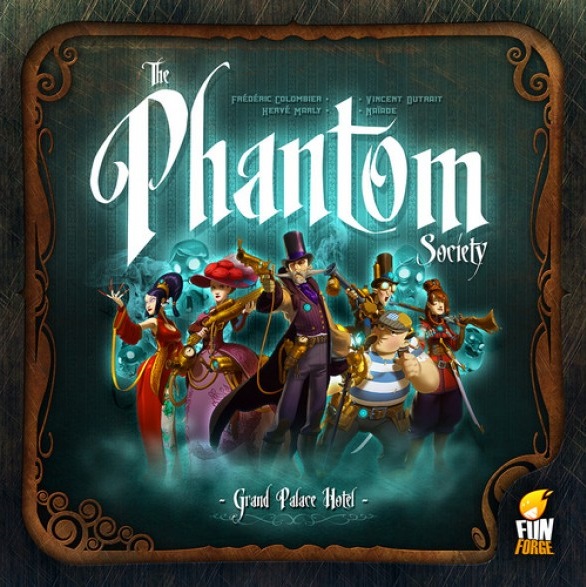 The
Frédéric Colombier · · Vincent Dutrait
Hervé Marly · · Naïade
Phantom
Society
- Grand Palace Hotel -
FUN
FORGE